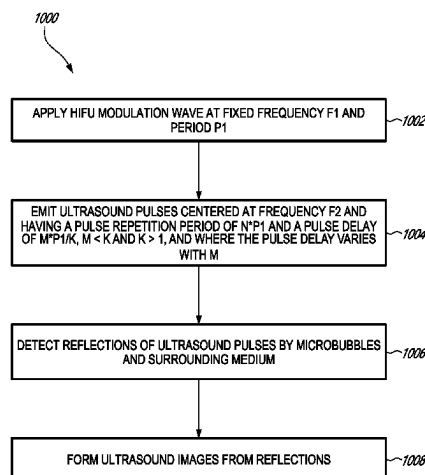 1000
APPLY HIFU MODULATION WAVE AT FIXED FREQUENCY F1 AND
PERIOD P1
1002
EMIT ULTRASOUND PULSES CENTERED AT FREQUENCY F2 AND
HAVING A PULSE REPETITION PERIOD OF N*P1 AND A PULSE DELAY
OF M*P1/K, M < K AND K > 1, AND WHERE THE PULSE DELAY VARIES
WITH M
1004
DETECT REFLECTIONS OF ULTRASOUND PULSES BY MICROBUBBLES
AND SURROUNDING MEDIUM
1006
FORM ULTRASOUND IMAGES FROM REFLECTIONS
1008